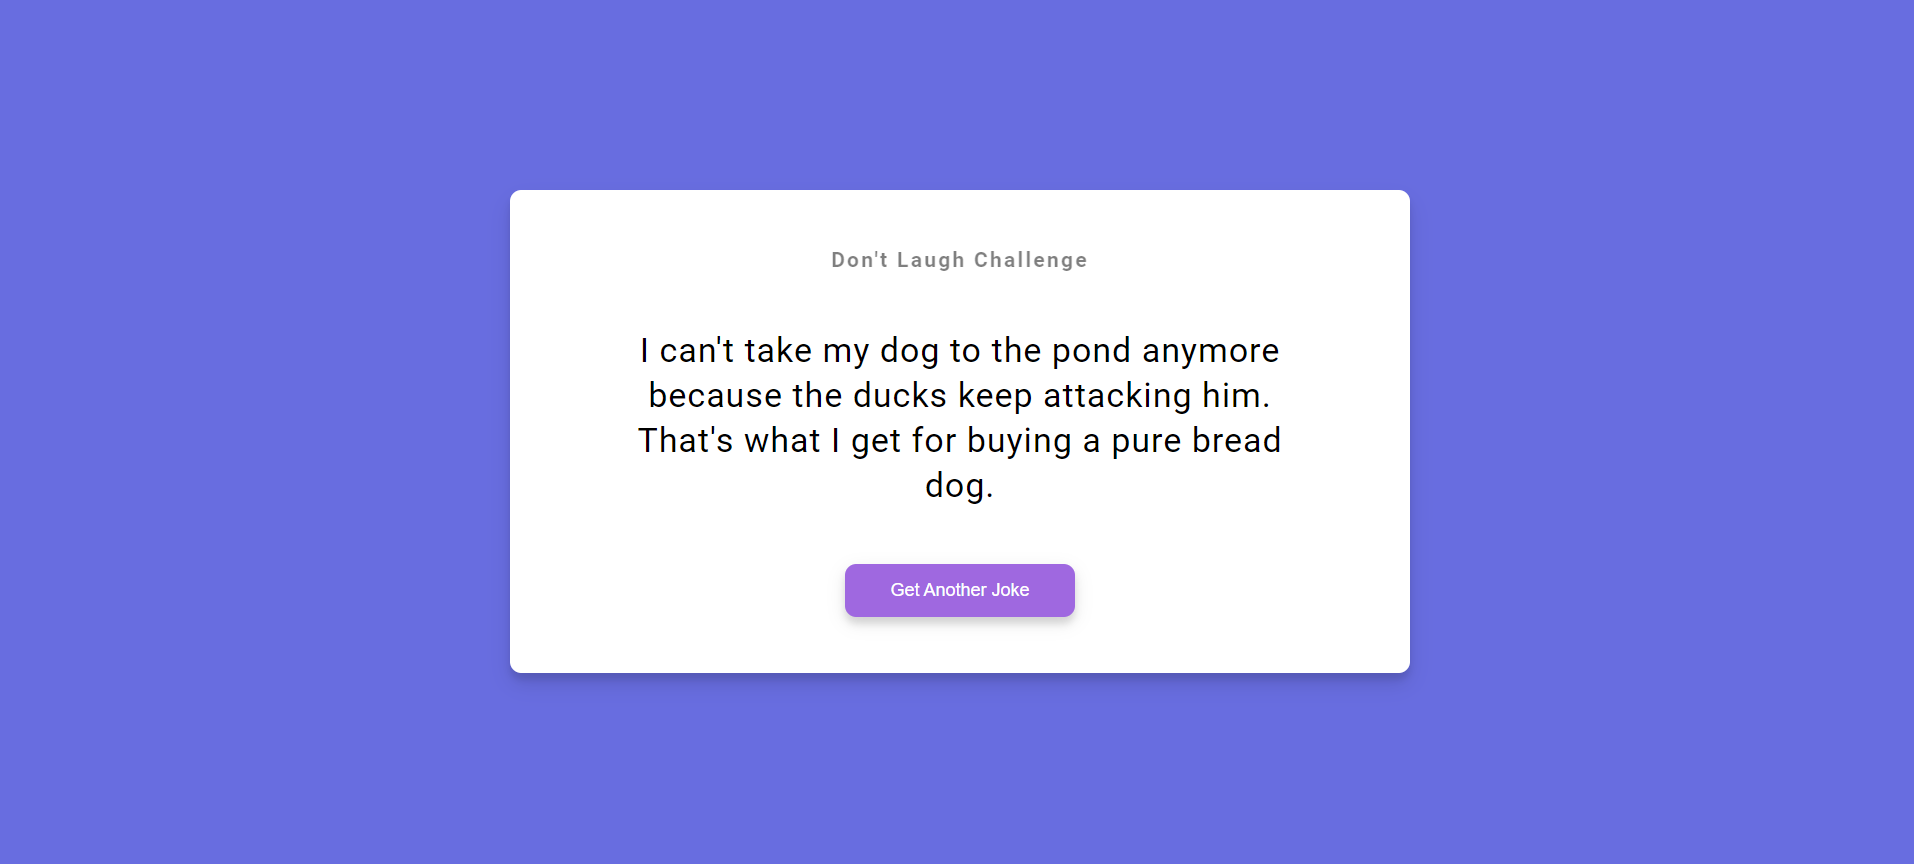 Don't Laugh Challenge
I can't take my dog to the pond anymore
because the ducks keep attacking him.
That's what I get for buying a pure bread
dog.
Get Another Joke